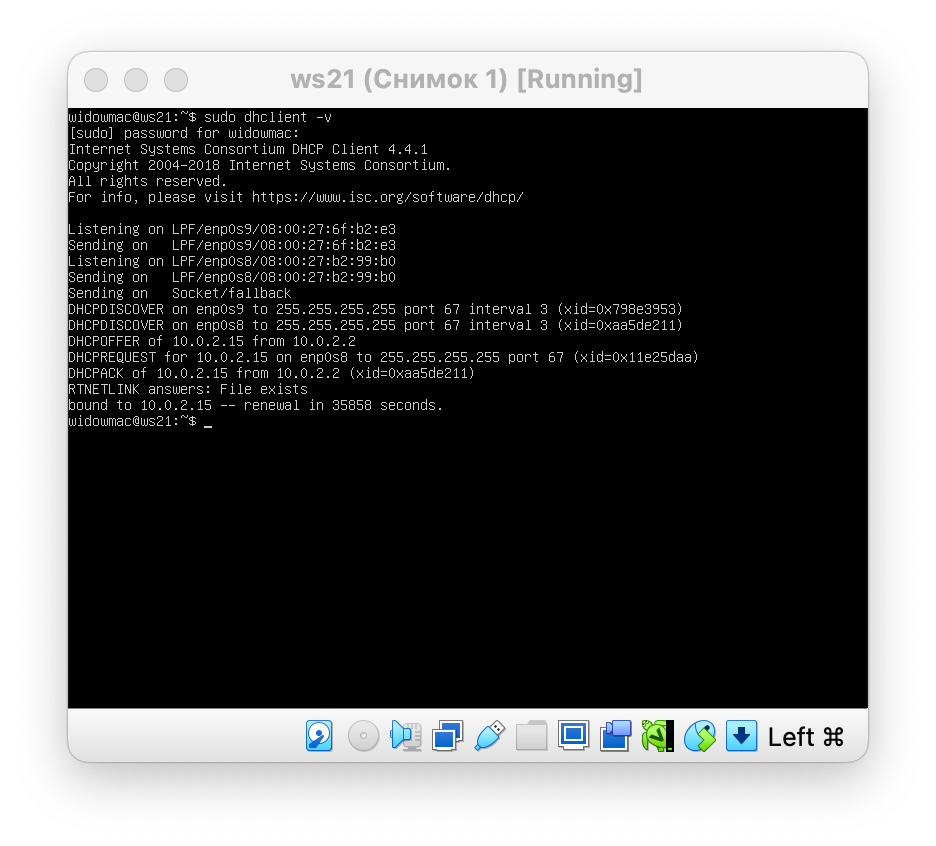 ws21 (Снимок 1) [Running]
widowmac@ws21:~$ sudo dhclient -v
[sudo] password for widowmac:
Internet Systems Consortium DHCP Client 4.4.1
Copyright 2004-2018 Internet Systems Consortium.
All rights reserved.
For info, please visit https://www.isc.org/software/dhcp/
Listening on LPF/enp0s9/08:00:27:6f:b2:e3
Sending on   LPF/enp0s9/08:00:27:6f:b2:e3
Listening on LPF/enp0s8/08:00:27:b2:99:b0
Sending on   LPF/enp0s8/08:00:27:b2:99:b0
Sending on   Socket/fallback
DHCPDISCOVER on enp0s9 to 255.255.255.255 port 67 interval 3 (xid=0x798e3953)
DHCPDISCOVER on enp0s8 to 255.255.255.255 port 67 interval 3 (xid=0xaa5de211)
DHCPOFFER of 10.0.2.15 from 10.0.2.2
DHCPREQUEST for 10.0.2.15 on enp0s8 to 255.255.255.255 port 67 (xid=0x11e25daa)
DHCPACK of 10.0.2.15 from 10.0.2.2 (xid=0xaa5de211)
RTNETLINK answers: File exists
bound to 10.0.2.15 -- renewal in 35858 seconds.
widowmac@ws21:~$ _
Left ⌘